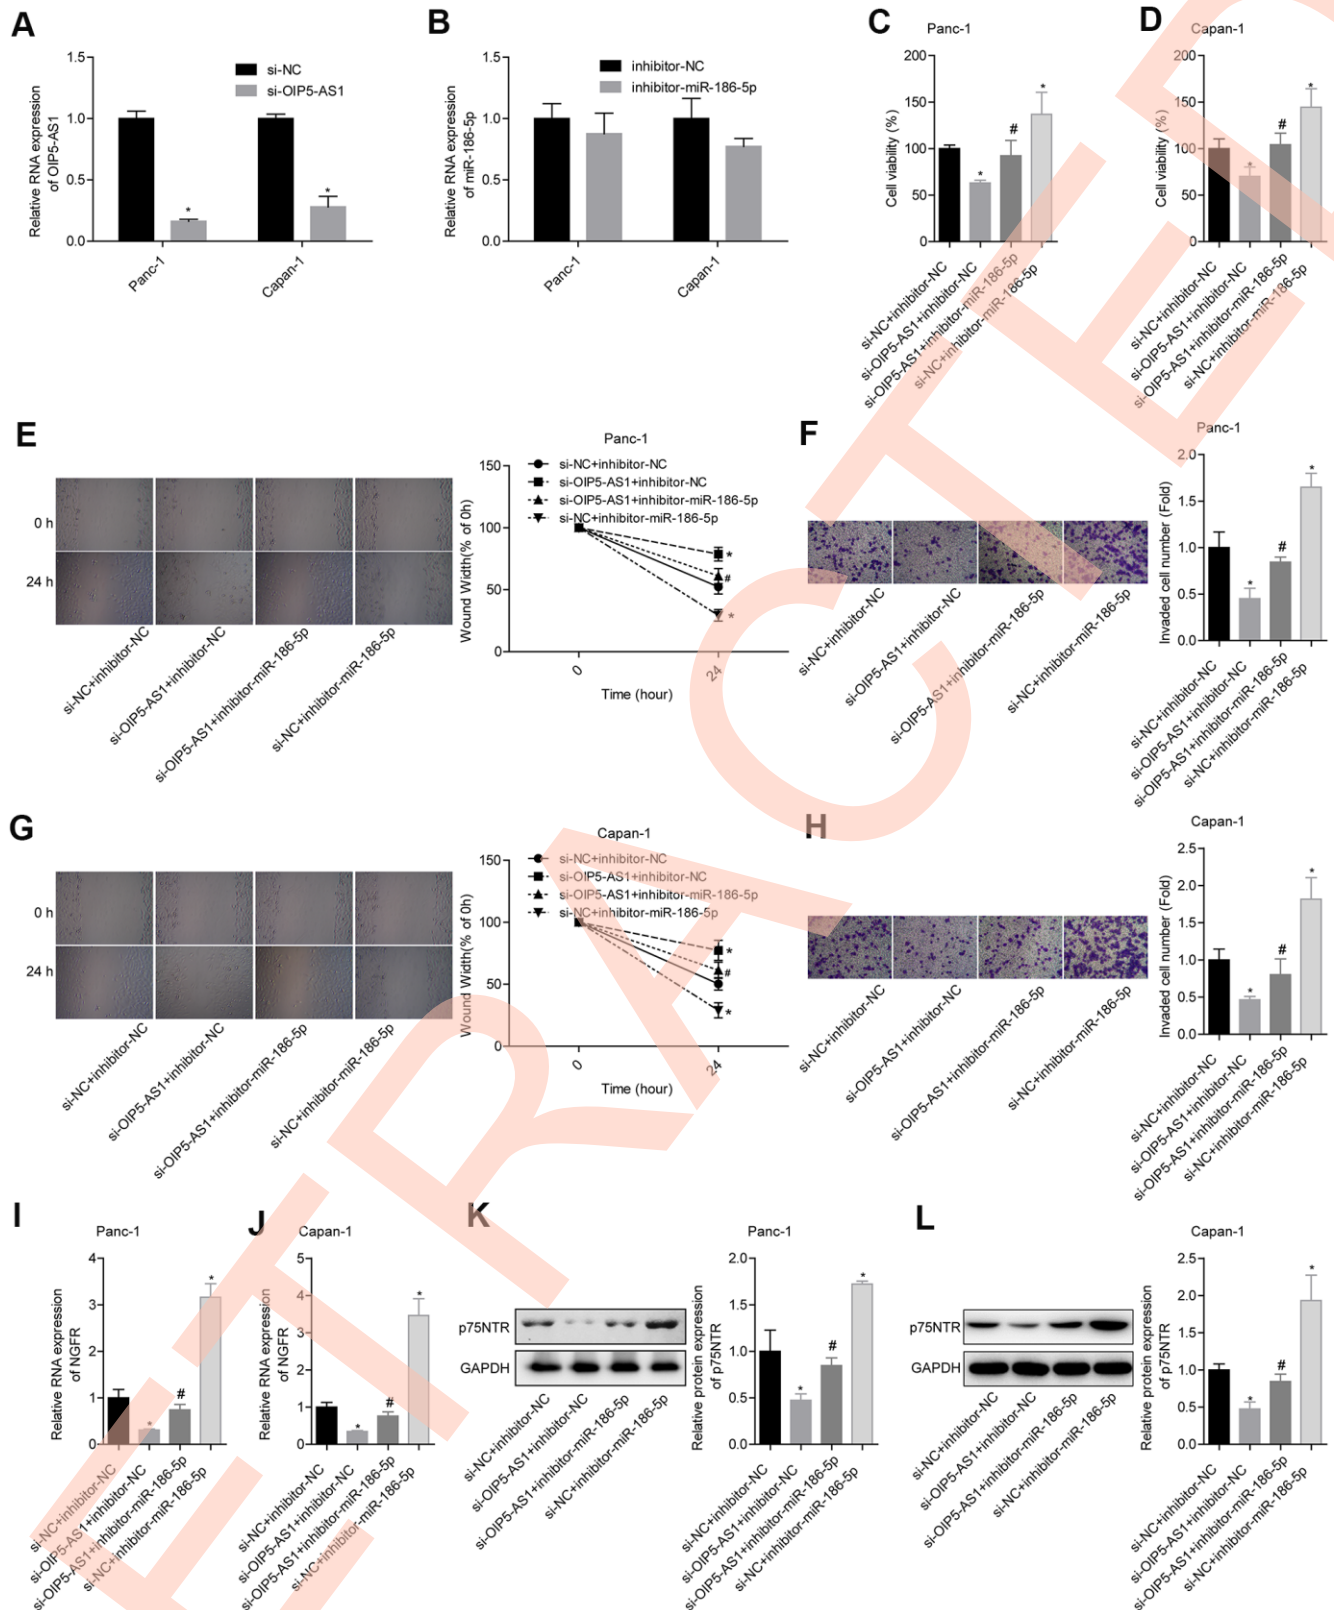 A
1.5
1.0
0.5
0.0
Relative RNA expression
of OIP5-AS1
si-NC
si-OIP5-AS1
*
*
Panc-1
Capan-1
B
1.5
1.0
0.5
0.0
Relative RNA expression
of miR-186-5p
inhibitor-NC
inhibitor-miR-186-5p
Panc-1
Capan-1
C
Panc-1
200
150
100
50
0
Cell viability (%)
*
#
*
si-NC+inhibitor-NC
si-OIP5-AS1+inhibitor-NC
si-OIP5-AS1+inhibitor-miR-186-5p
si-NC+inhibitor-miR-186-5p
D
Capan-1
200
150
100
50
0
Cell viability (%)
*
#
*
si-NC+inhibitor-NC
si-OIP5-AS1+inhibitor-NC
si-OIP5-AS1+inhibitor-miR-186-5p
si-NC+inhibitor-miR-186-5p
E
0 h
24 h
si-NC+inhibitor-NC
si-OIP5-AS1+inhibitor-NC
si-OIP5-AS1+inhibitor-miR-186-5p
si-NC+inhibitor-miR-186-5p
Panc-1
150
100
50
0
Wound Width(% of 0h)
si-NC+inhibitor-NC
si-OIP5-AS1+inhibitor-NC
si-OIP5-AS1+inhibitor-miR-186-5p
si-NC+inhibitor-miR-186-5p
*
#
*
0
24
Time (hour)
F
si-NC+inhibitor-NC
si-OIP5-AS1+inhibitor-NC
si-OIP5-AS1+inhibitor-miR-186-5p
si-NC+inhibitor-miR-186-5p
Panc-1
2.0
1.5
1.0
0.5
0.0
Invaded cell number (Fold)
*
#
*
si-NC+inhibitor-NC
si-OIP5-AS1+inhibitor-NC
si-OIP5-AS1+inhibitor-miR-186-5p
si-NC+inhibitor-miR-186-5p
G
0 h
24 h
si-NC+inhibitor-NC
si-OIP5-AS1+inhibitor-NC
si-OIP5-AS1+inhibitor-miR-186-5p
si-NC+inhibitor-miR-186-5p
Capan-1
150
100
50
0
Wound Width(% of 0h)
si-NC+inhibitor-NC
si-OIP5-AS1+inhibitor-NC
si-OIP5-AS1+inhibitor-miR-186-5p
si-NC+inhibitor-miR-186-5p
*
#
*
0
24
Time (hour)
H
si-NC+inhibitor-NC
si-OIP5-AS1+inhibitor-NC
si-OIP5-AS1+inhibitor-miR-186-5p
si-NC+inhibitor-miR-186-5p
Capan-1
2.5
2.0
1.5
1.0
0.5
0.0
Invaded cell number (Fold)
*
#
*
si-NC+inhibitor-NC
si-OIP5-AS1+inhibitor-NC
si-OIP5-AS1+inhibitor-miR-186-5p
si-NC+inhibitor-miR-186-5p
I
Panc-1
4
3
2
1
0
Relative RNA expression
of NGFR
*
#
*
si-NC+inhibitor-NC
si-OIP5-AS1+inhibitor-NC
si-OIP5-AS1+inhibitor-miR-186-5p
si-NC+inhibitor-miR-186-5p
J
Capan-1
5
4
3
2
1
0
Relative RNA expression
of NGFR
*
#
*
si-NC+inhibitor-NC
si-OIP5-AS1+inhibitor-NC
si-OIP5-AS1+inhibitor-miR-186-5p
si-NC+inhibitor-miR-186-5p
K
p75NTR
GAPDH
si-NC+inhibitor-NC
si-OIP5-AS1+inhibitor-NC
si-OIP5-AS1+inhibitor-miR-186-5p
si-NC+inhibitor-miR-186-5p
Panc-1
2.0
1.5
1.0
0.5
0.0
Relative protein expression
of p75NTR
*
#
*
si-NC+inhibitor-NC
si-OIP5-AS1+inhibitor-NC
si-OIP5-AS1+inhibitor-miR-186-5p
si-NC+inhibitor-miR-186-5p
L
p75NTR
GAPDH
si-NC+inhibitor-NC
si-OIP5-AS1+inhibitor-NC
si-OIP5-AS1+inhibitor-miR-186-5p
si-NC+inhibitor-miR-186-5p
Capan-1
2.5
2.0
1.5
1.0
0.5
0.0
Relative protein expression
of p75NTR
*
#
*
si-NC+inhibitor-NC
si-OIP5-AS1+inhibitor-NC
si-OIP5-AS1+inhibitor-miR-186-5p
si-NC+inhibitor-miR-186-5p
ETRACTED